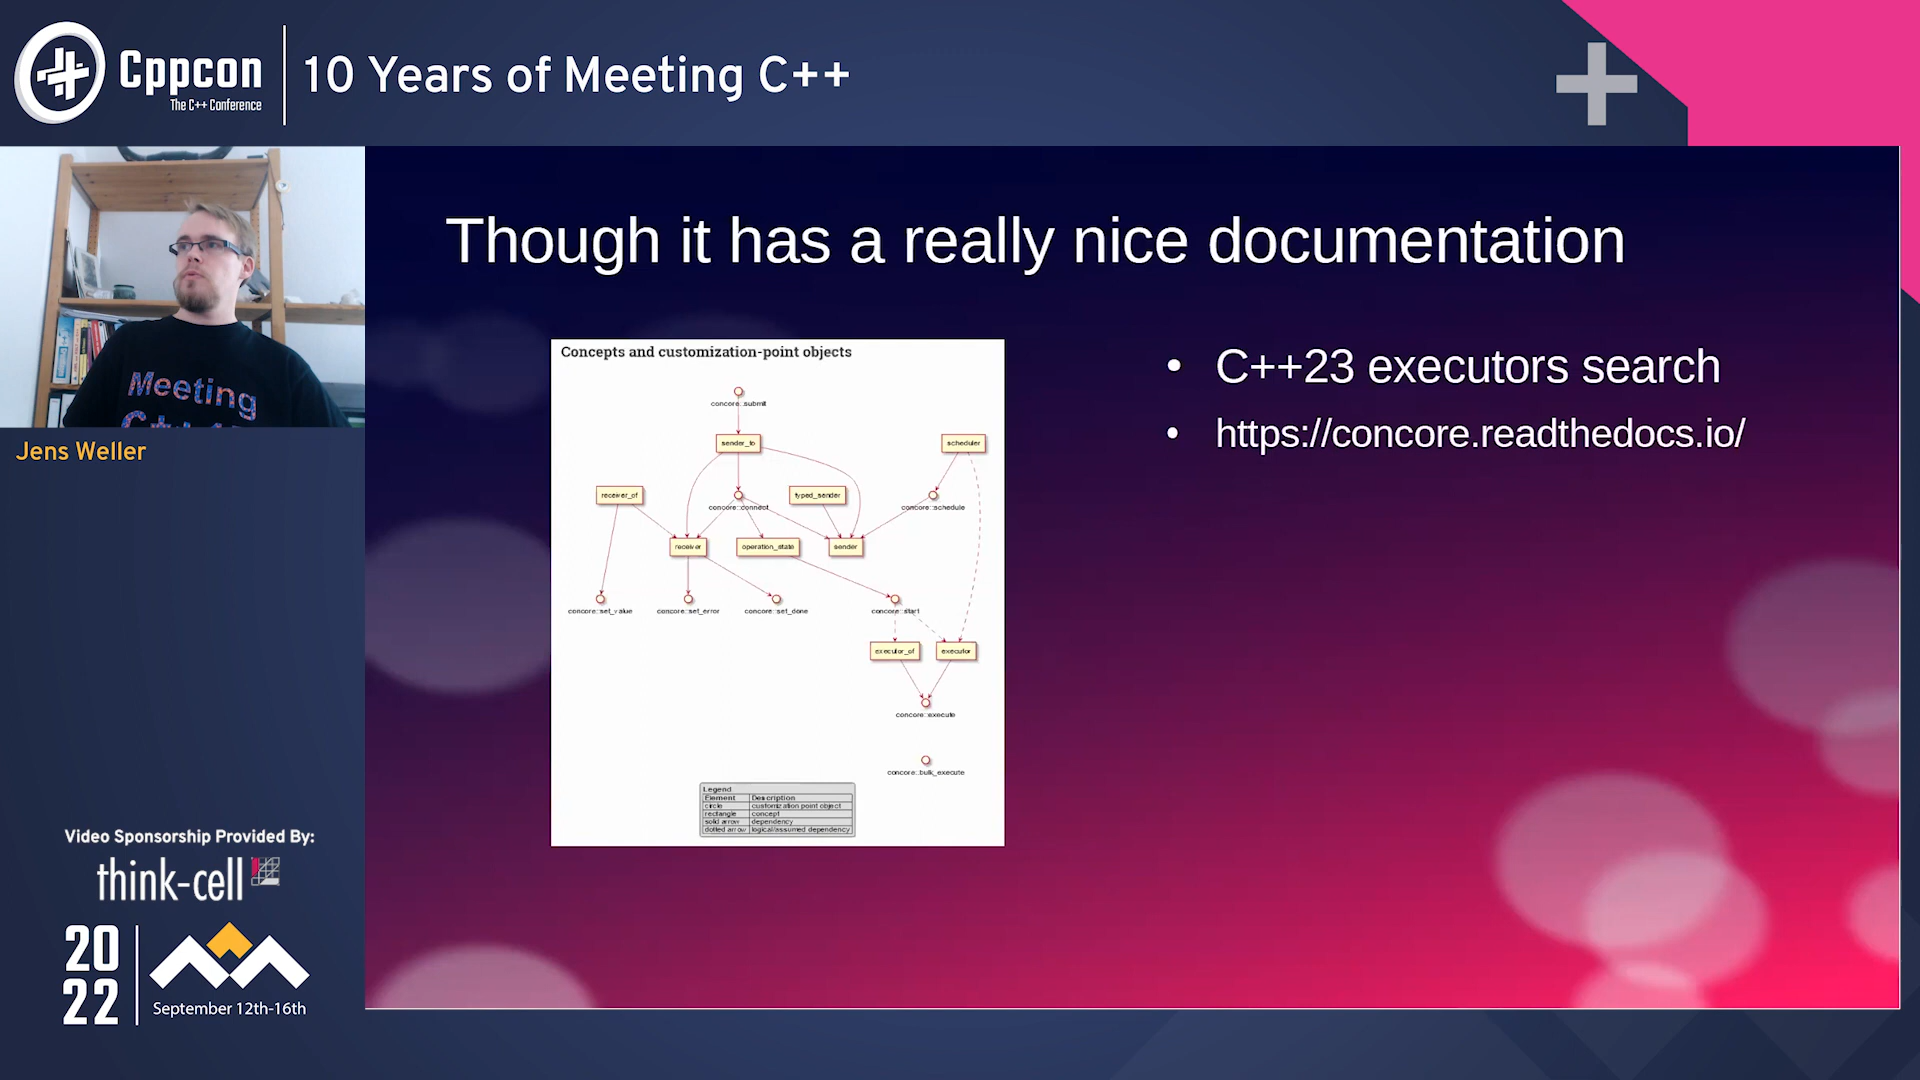 Cppcon
The C++ Conference
10 Years of Meeting C++
Meeting
Jens Weller
Though it has a really nice documentation
Concepts and customization-point objects
concore::submit
sender_to
scheduler
receiver_of
typed_sender
concore::connect
concore::schedule
receiver
operation_state
sender
concore::set_value
concore::set_error
concore::set_done
concore::start
executor_of
executor
concore::execute
concore::bulk_execute
Legend
Element Description
circle customization point object
rectangle concept
solid arrow dependency
dotted arrow logical/assumed dependency
• C++23 executors search
• https://concore.readthedocs.io/
Video Sponsorship Provided By:
think-cell
20
22
September 12th-16th